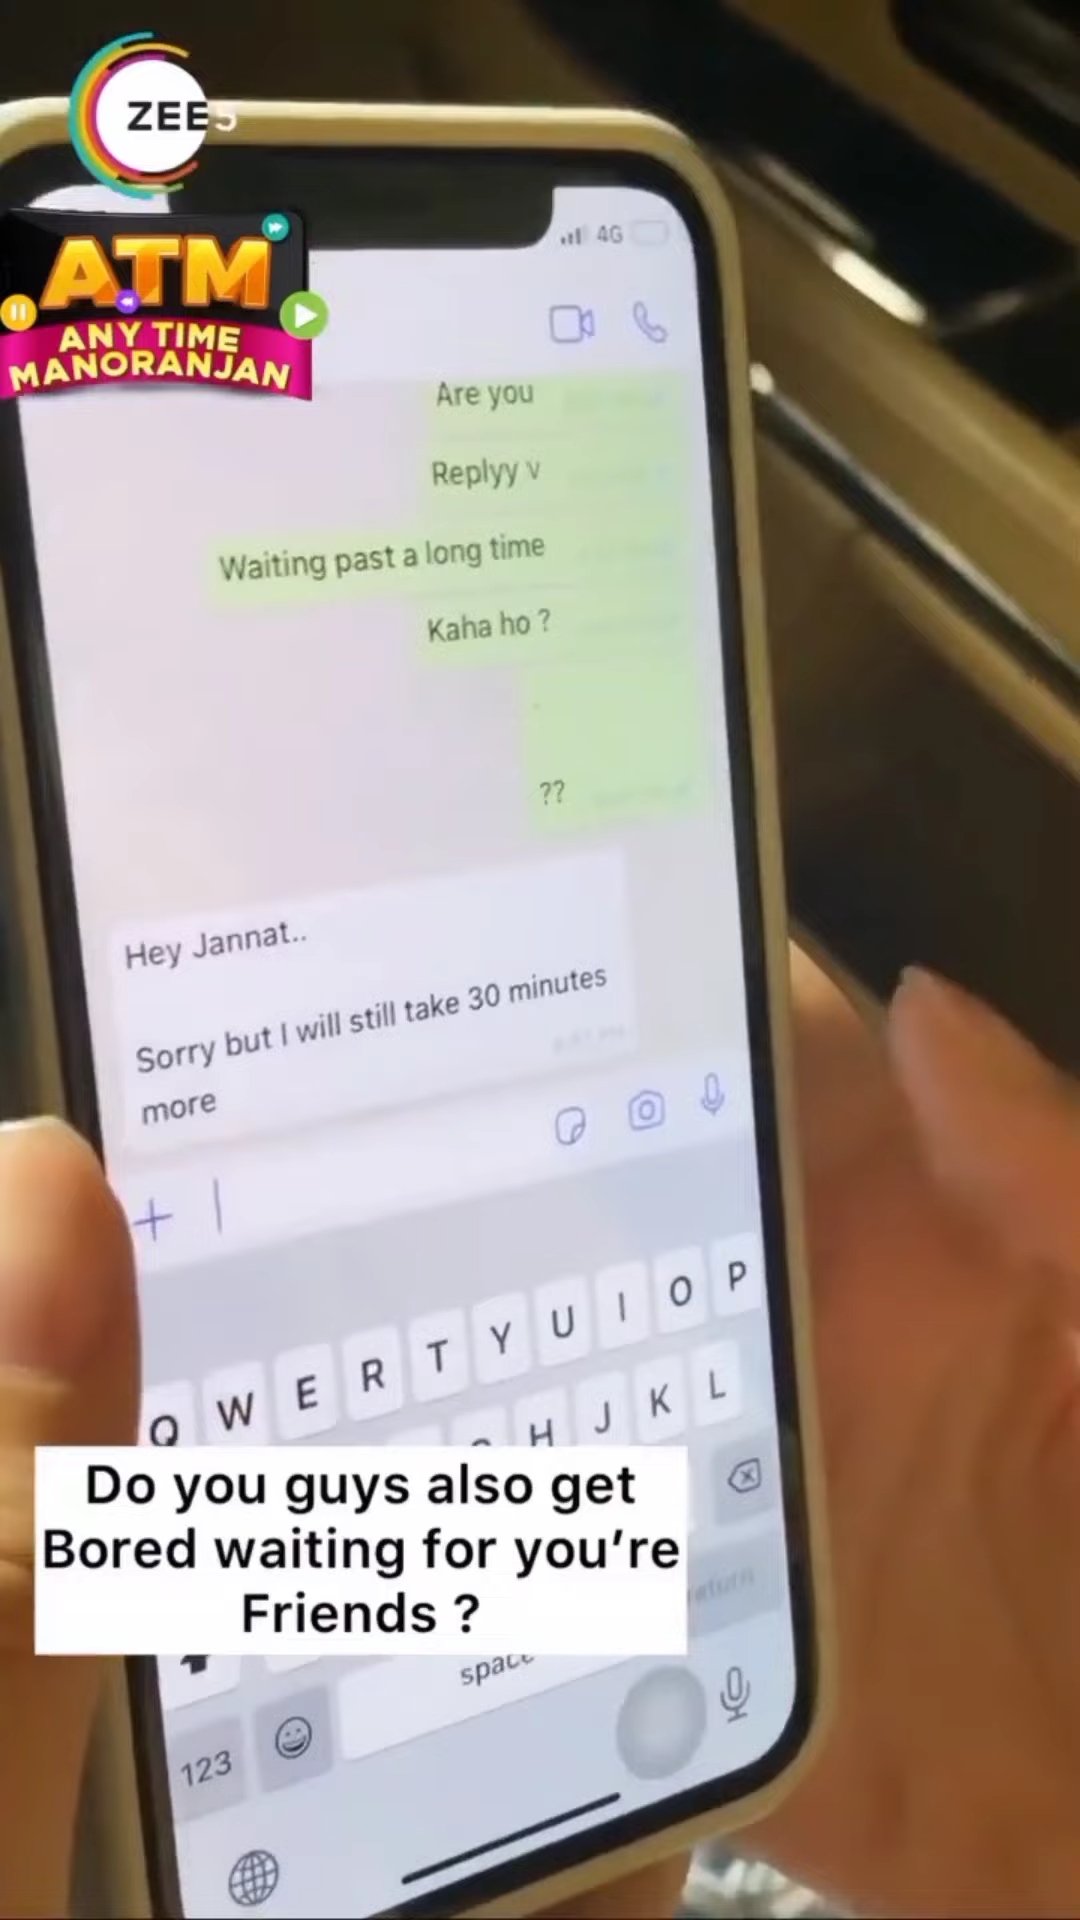 ZEE5
ATM
ANY TIME
MANORANJAN
4G
Are you
Replyy v
Waiting past a long time
Kaha ho ?
??
Hey Jannat..
Sorry but I will still take 30 minutes
more
Q W E R T Y U I O P
H J K L
Do you guys also get
Bored waiting for you’re
Friends ?
return
space
123